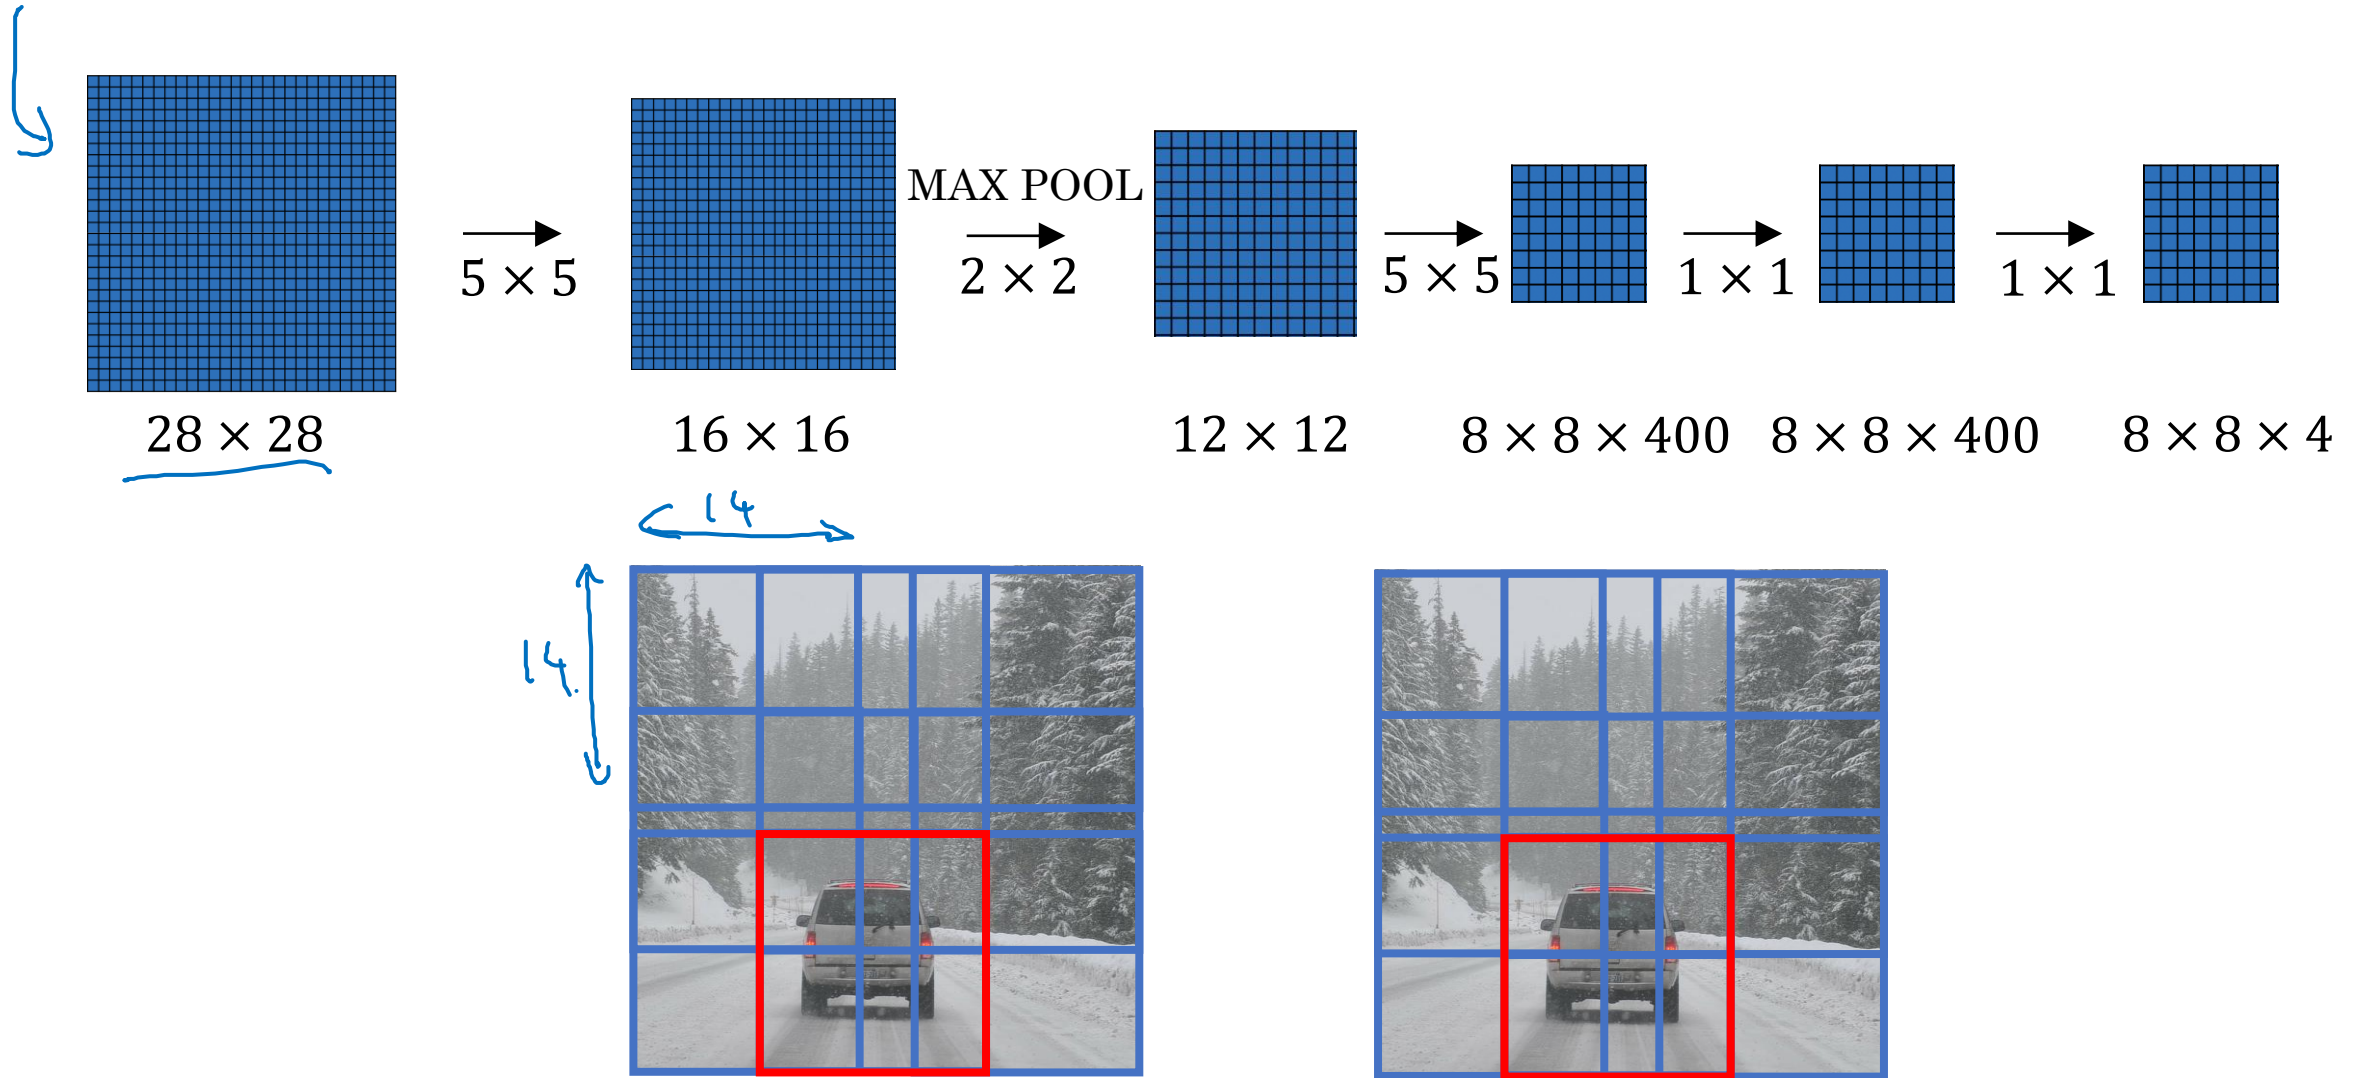 MAX POOL
5 × 5
2 × 2
5 × 5
1 × 1
1 × 1
28 × 28
16 × 16
12 × 12
8 × 8 × 400
8 × 8 × 400
8 × 8 × 4
14
14.